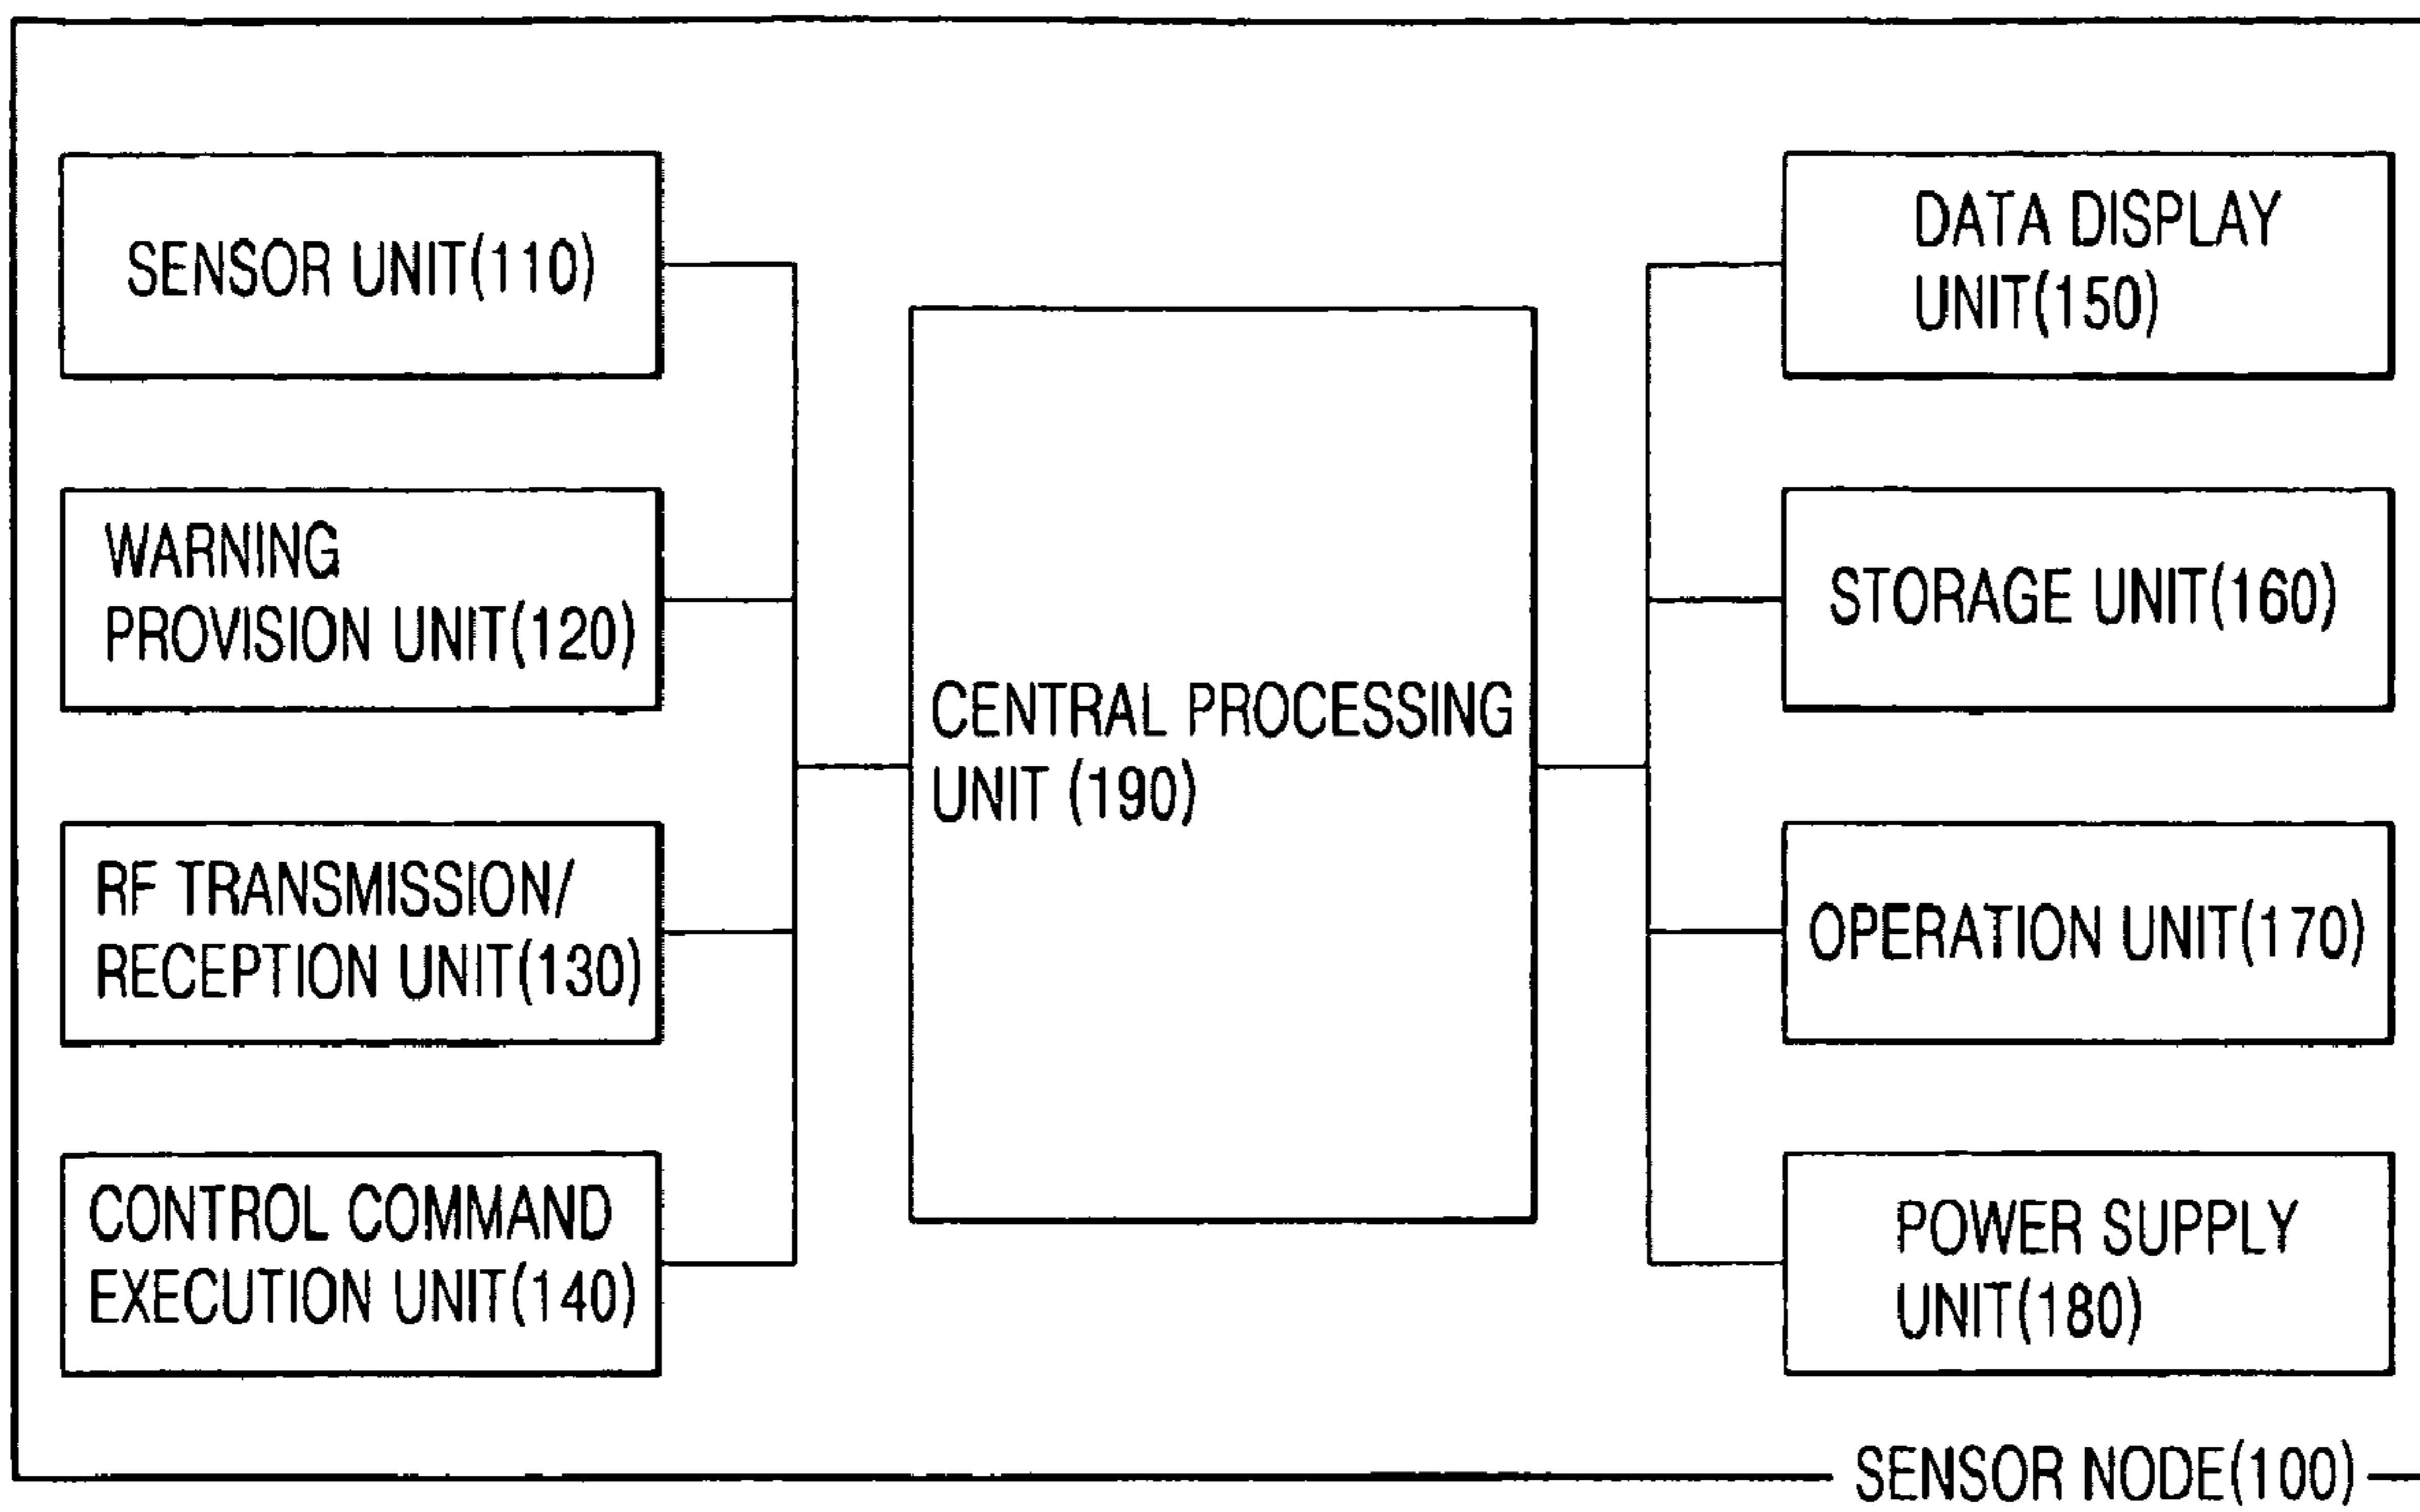 SENSOR UNIT(110)
WARNING
PROVISION UNIT(120)
RF TRANSMISSION/
RECEPTION UNIT(130)
CONTROL COMMAND
EXECUTION UNIT(140)
CENTRAL PROCESSING
UNIT (190)
DATA DISPLAY
UNIT(150)
STORAGE UNIT(160)
OPERATION UNIT(170)
POWER SUPPLY
UNIT(180)
SENSOR NODE(100)